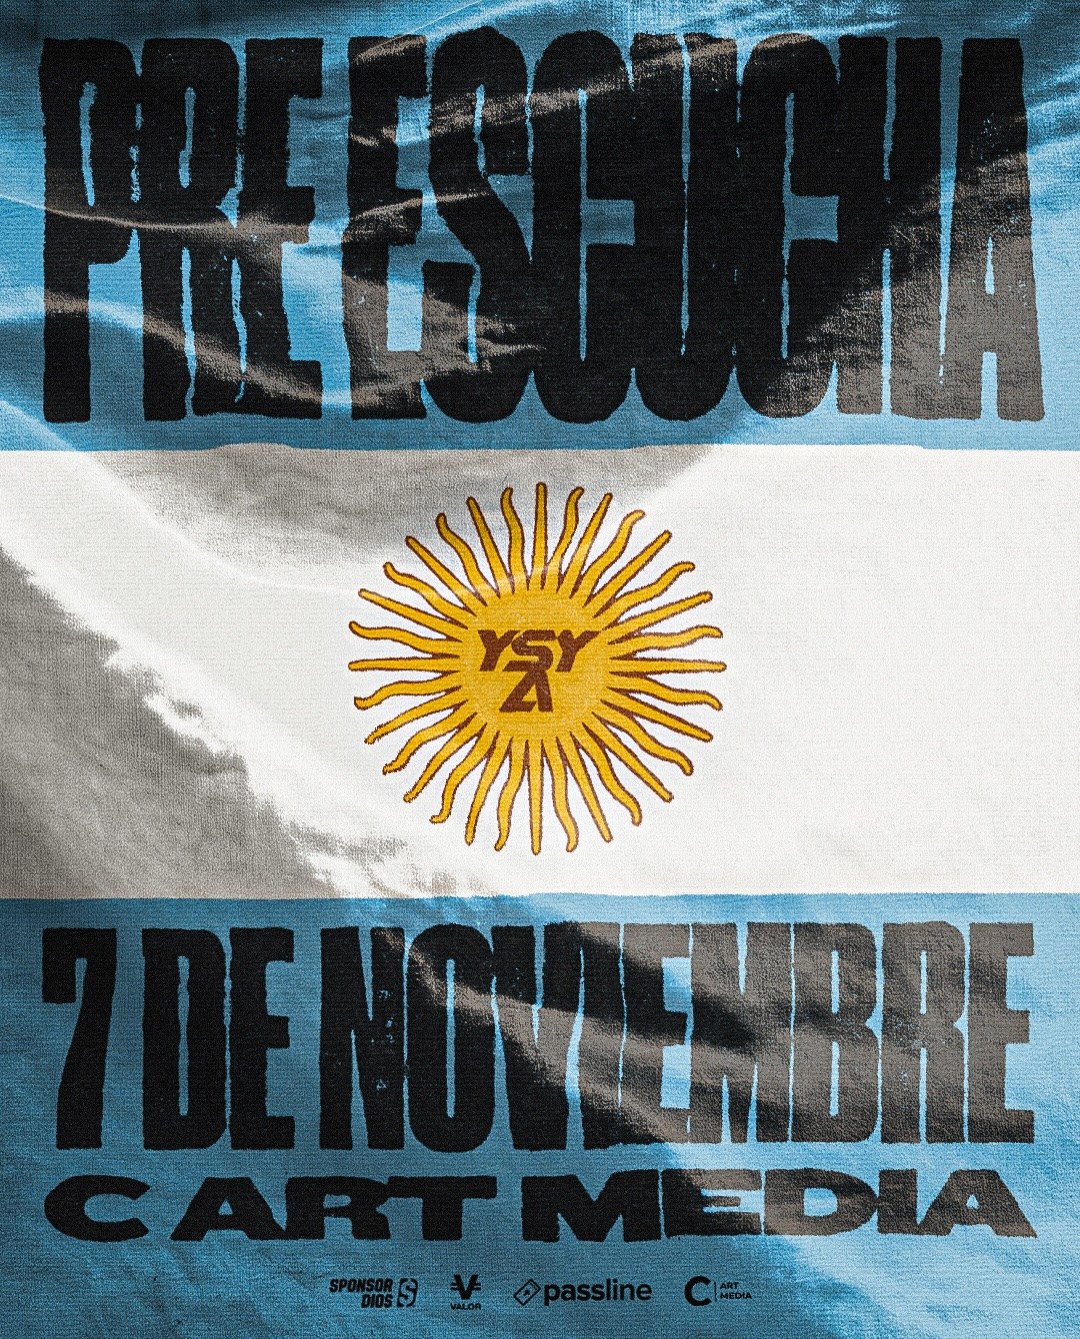 PRE ESCUCHA
YSY
A
7 DE NOVIEMBRE
C ART MEDIA
SPONSOR
DIOS
VALOR
passline
C ART
MEDIA